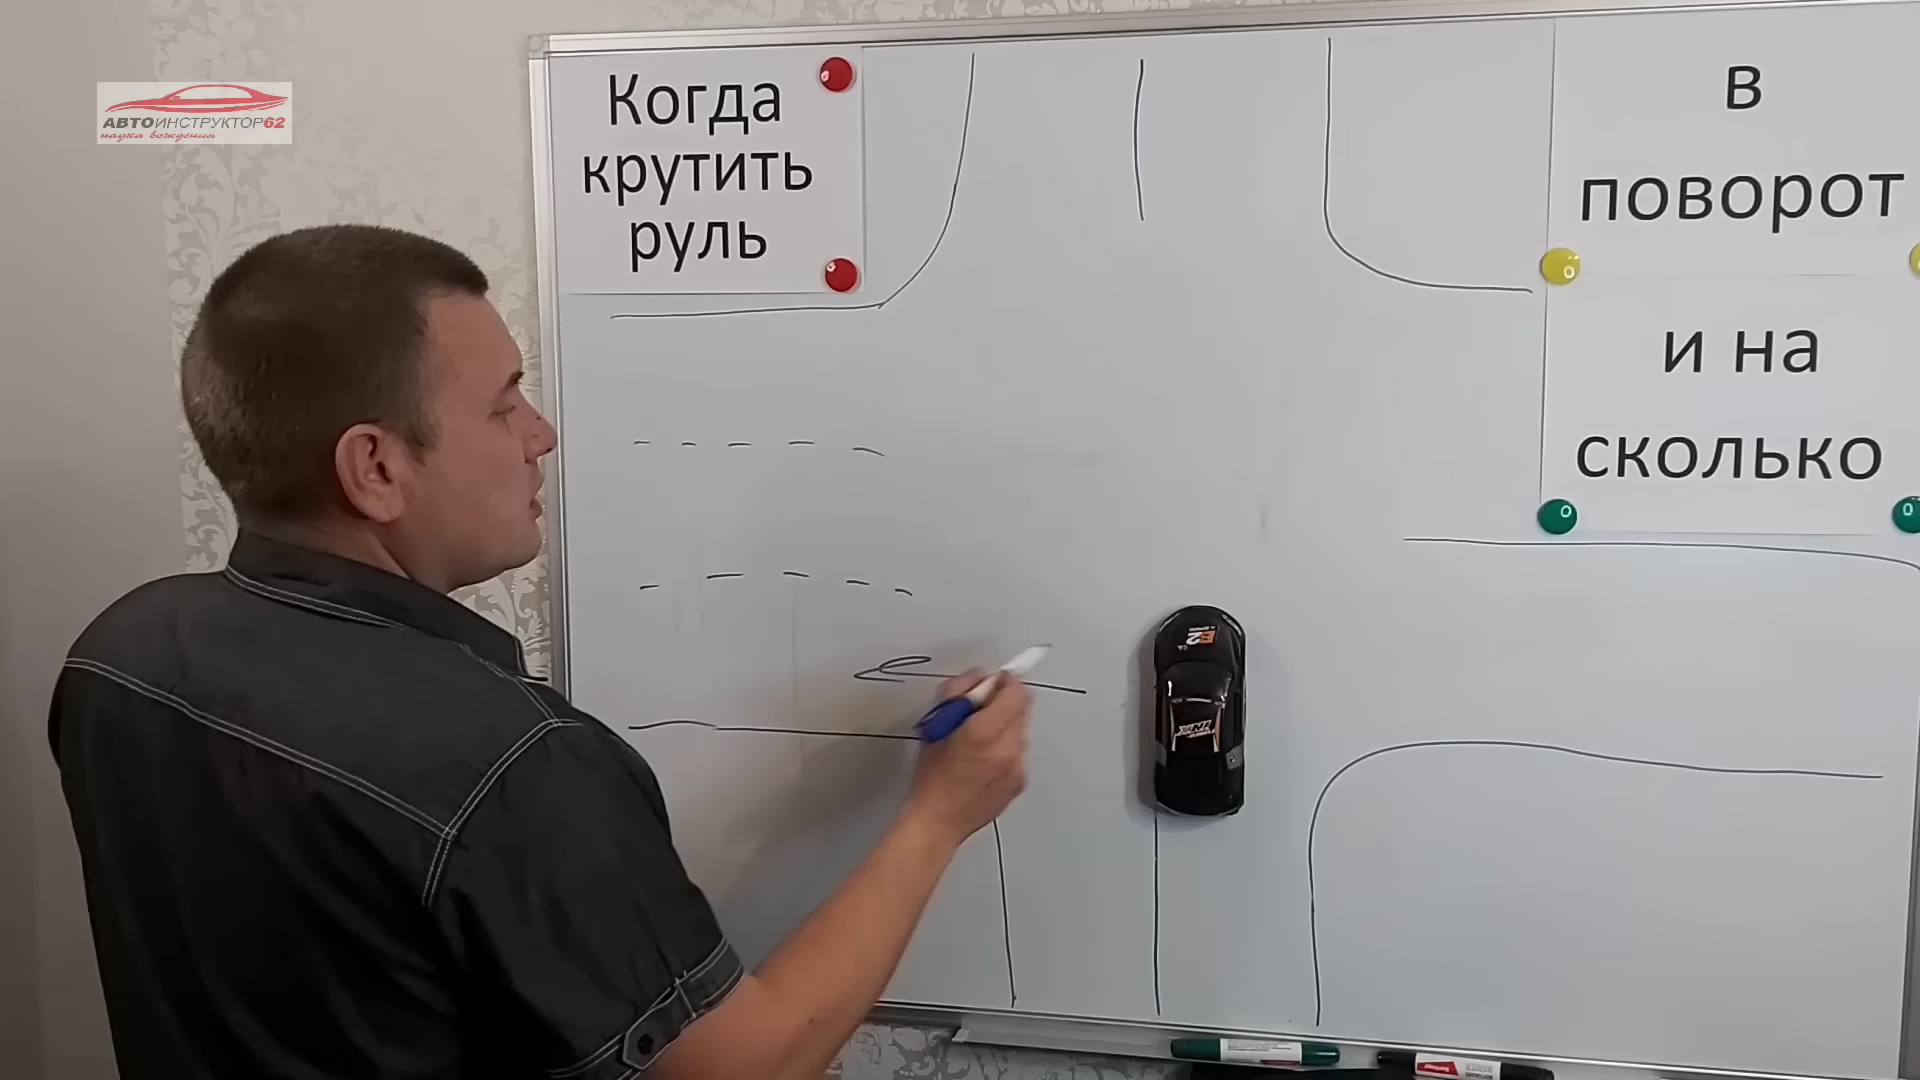 АВТОИНСТРУКТОР62
наука вождения
Когда
крутить
руль
в
поворот
и на
сколько